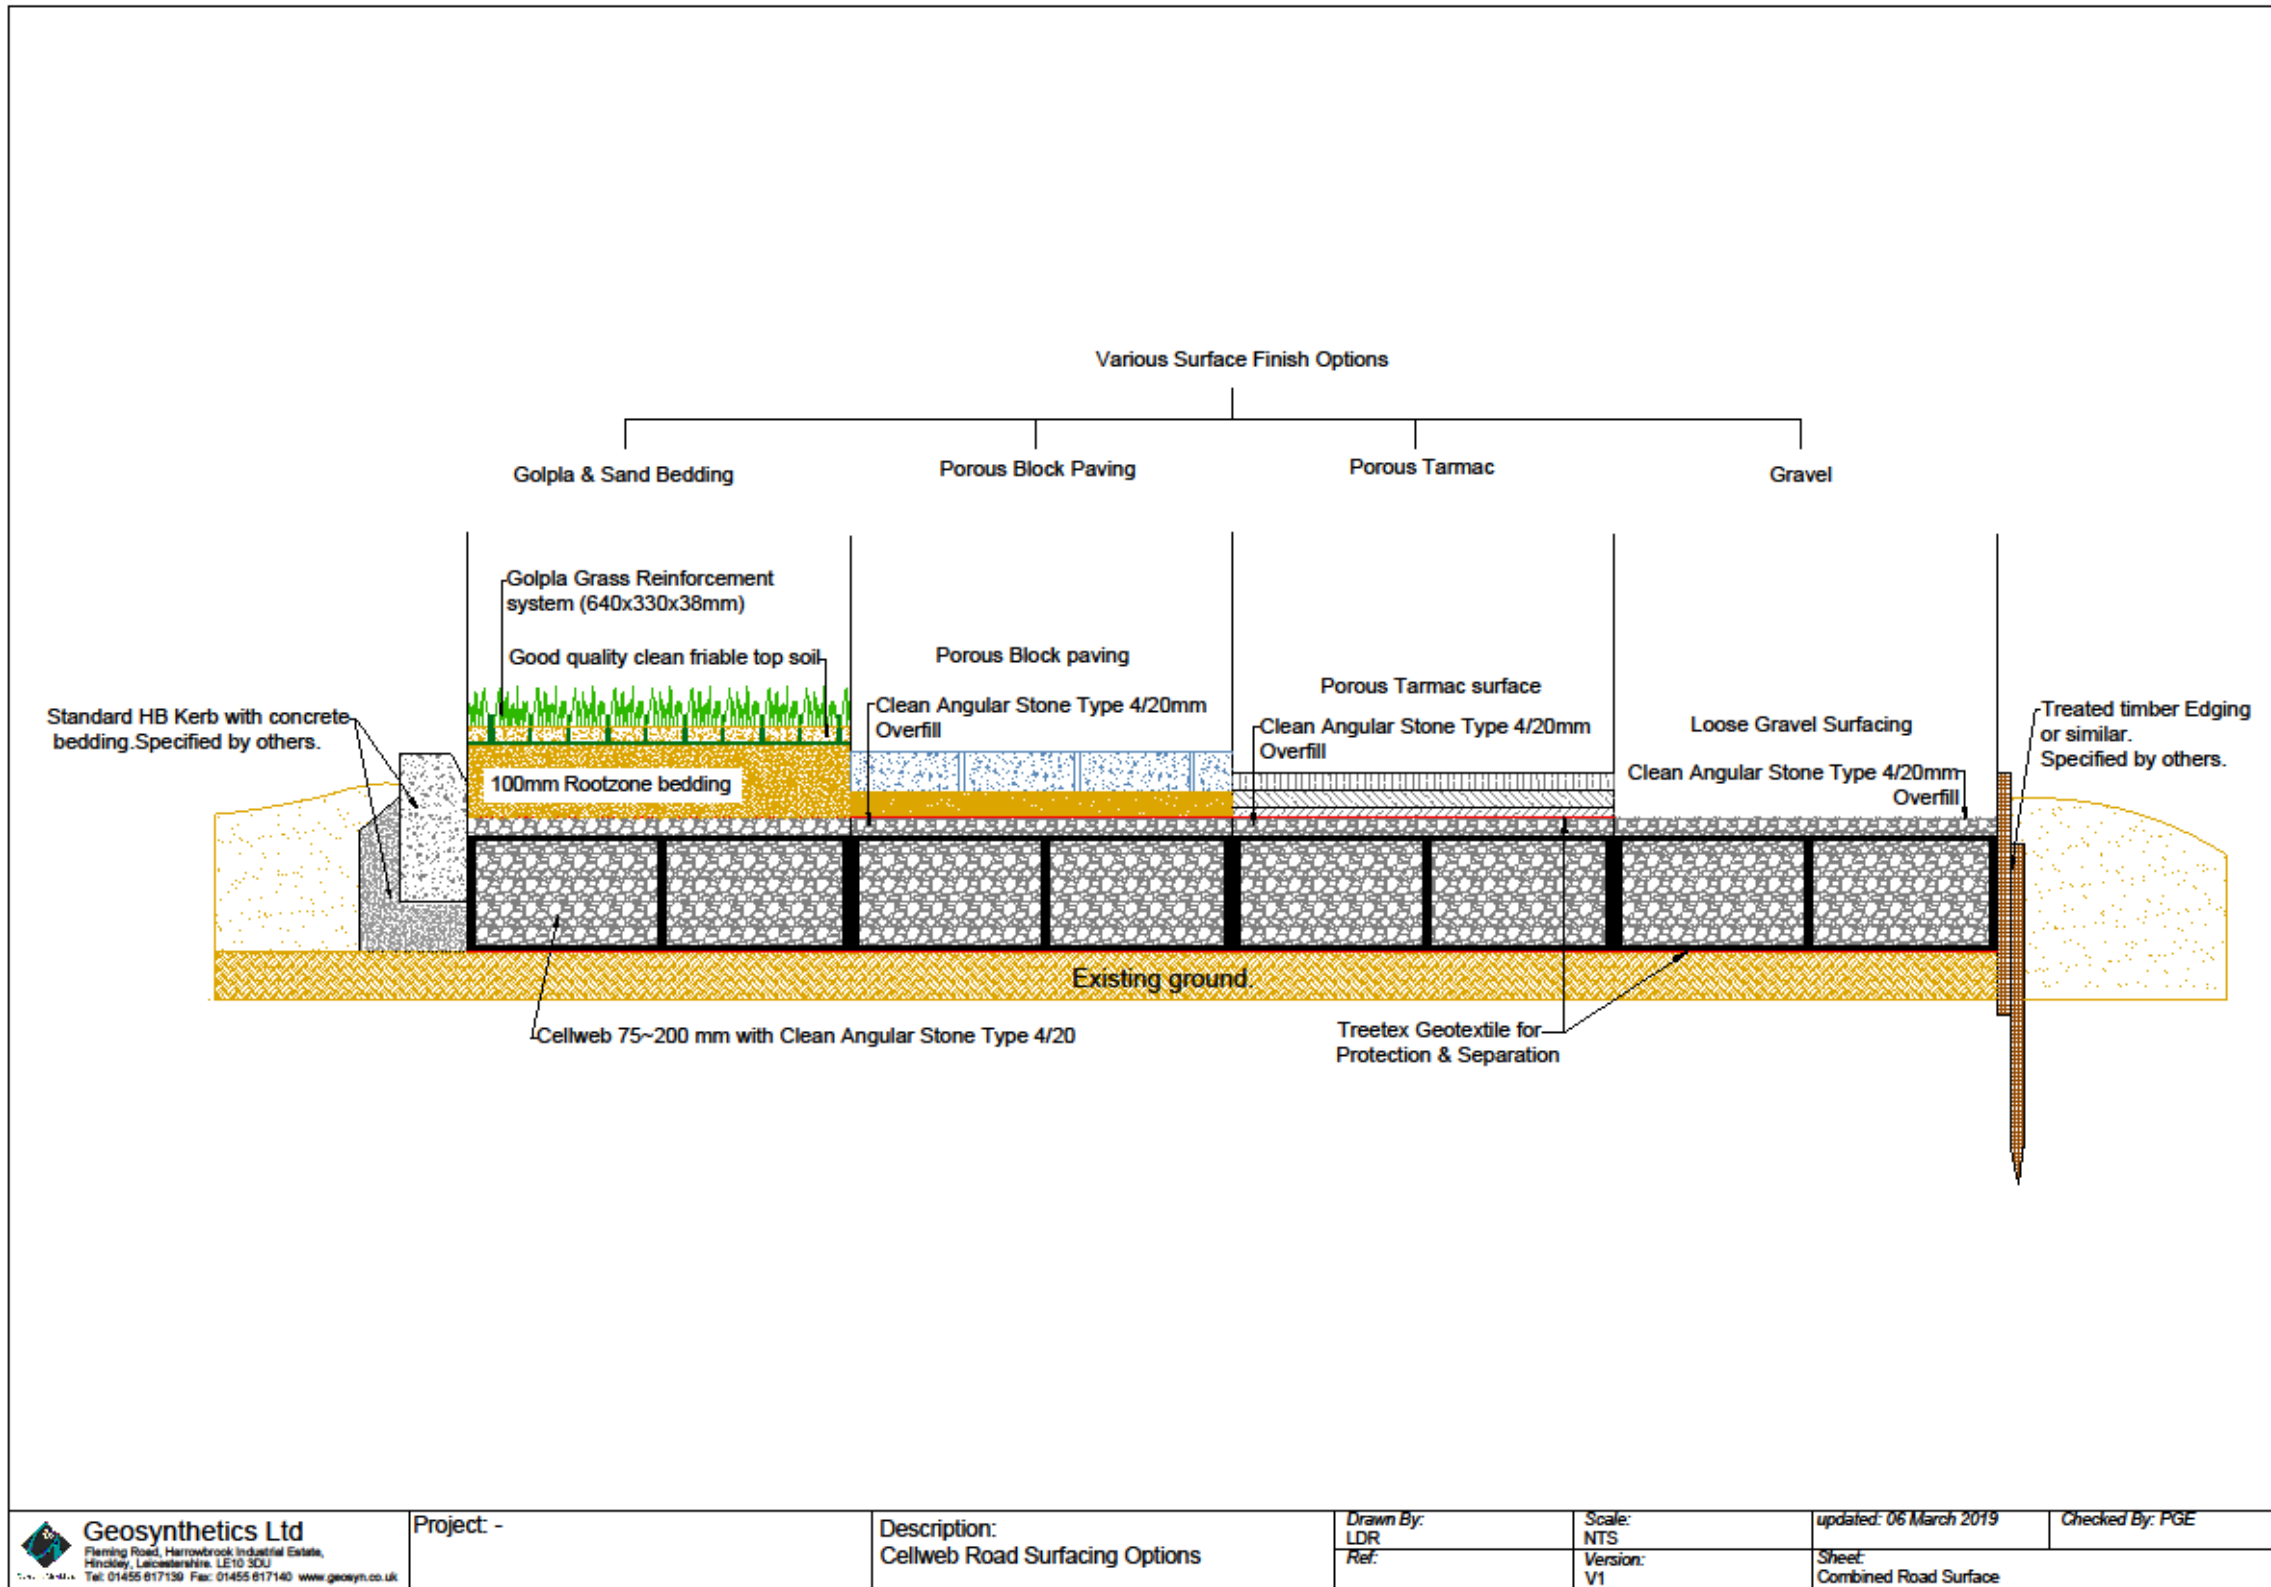 Various Surface Finish Options
Golpla & Sand Bedding
Porous Block Paving
Porous Tarmac
Gravel
Golpla Grass Reinforcement
system (640x330x38mm)
Good quality clean friable top soil
Porous Block paving
Clean Angular Stone Type 4/20mm
Overfill
Porous Tarmac surface
Clean Angular Stone Type 4/20mm
Overfill
Loose Gravel Surfacing
Clean Angular Stone Type 4/20mm
Overfill
Standard HB Kerb with concrete
bedding.Specified by others.
Treated timber Edging
or similar.
Specified by others.
100mm Rootzone bedding
Existing ground.
Cellweb 75~200 mm with Clean Angular Stone Type 4/20
Treetex Geotextile for
Protection & Separation
Geosynthetics Ltd
Fleming Road, Harrowbrook Industrial Estate,
Hinckley, Leicestershire. LE10 3DU
Tel: 01455 617139 Fax: 01455 617140 www.geosyn.co.uk
Project: -
Description:
Cellweb Road Surfacing Options
Drawn By:
LDR
Ref:
Scale:
NTS
Version:
V1
updated: 06 March 2019
Sheet:
Combined Road Surface
Checked By: PGE